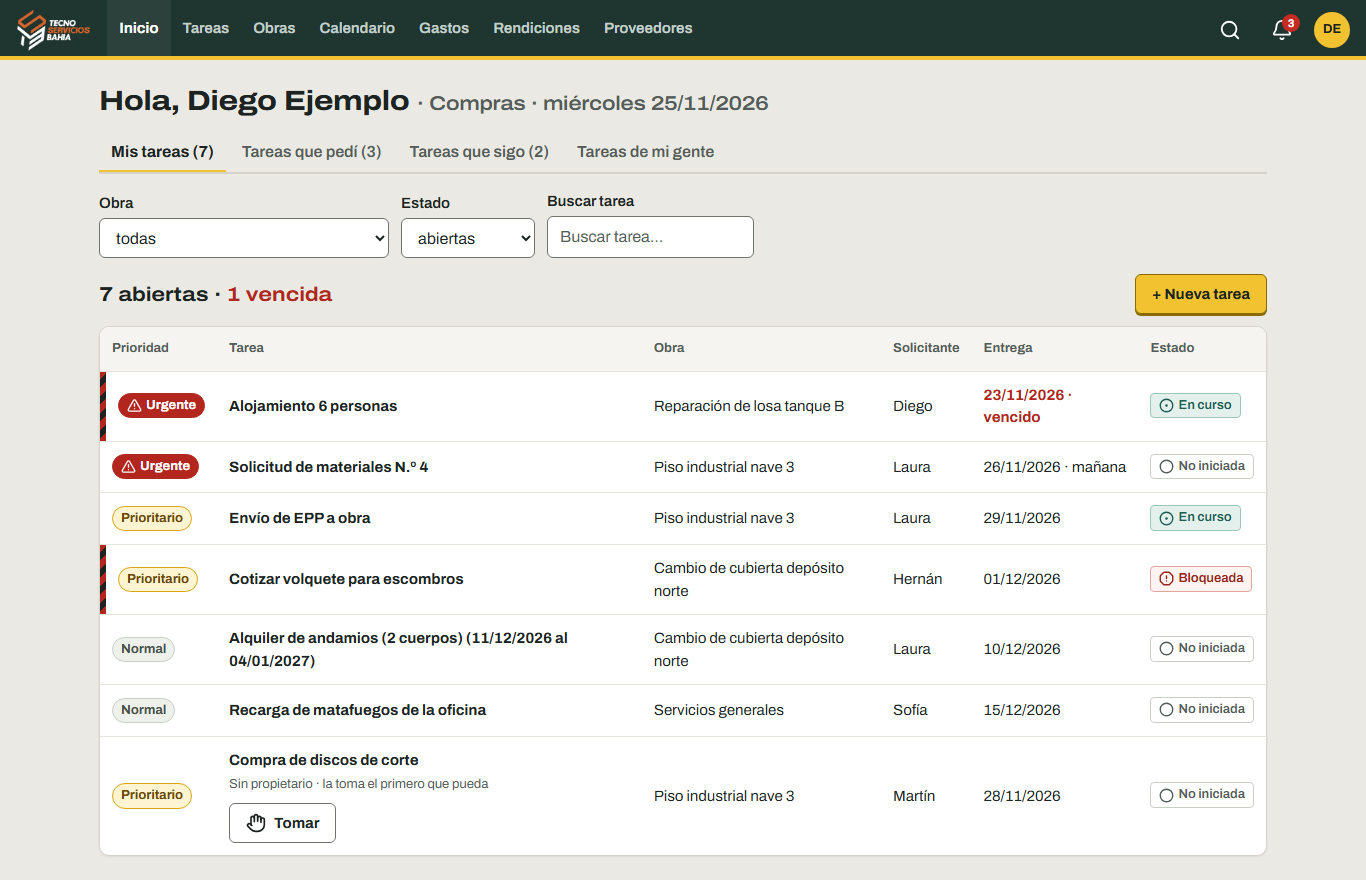 TECNO
SERVICIOS
BAHIA
Inicio Tareas Obras Calendario Gastos Rendiciones Proveedores 3 DE
Hola, Diego Ejemplo · Compras · miércoles 25/11/2026
Mis tareas (7) Tareas que pedí (3) Tareas que sigo (2) Tareas de mi gente
Obra Estado Buscar tarea
todas abiertas Buscar tarea...
7 abiertas · 1 vencida + Nueva tarea
Prioridad Tarea Obra Solicitante Entrega Estado
Urgente Alojamiento 6 personas Reparación de losa tanque B Diego 23/11/2026 · vencido En curso
Urgente Solicitud de materiales N.º 4 Piso industrial nave 3 Laura 26/11/2026 · mañana No iniciada
Prioritario Envío de EPP a obra Piso industrial nave 3 Laura 29/11/2026 En curso
Prioritario Cotizar volquete para escombros Cambio de cubierta depósito norte Hernán 01/12/2026 Bloqueada
Normal Alquiler de andamios (2 cuerpos) (11/12/2026 al 04/01/2027) Cambio de cubierta depósito norte Laura 10/12/2026 No iniciada
Normal Recarga de matafuegos de la oficina Servicios generales Sofía 15/12/2026 No iniciada
Compra de discos de corte
Sin propietario · la toma el primero que pueda
Prioritario Piso industrial nave 3 Martín 28/11/2026 No iniciada
Tomar